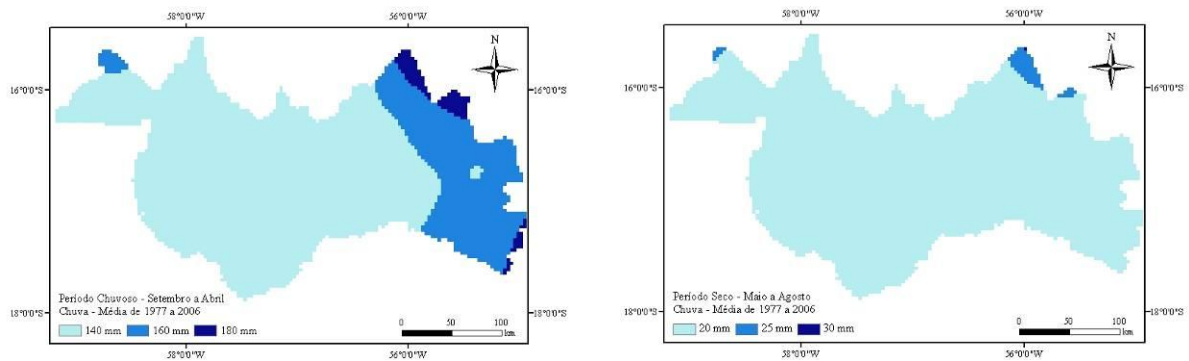 58°0'0"W 56°0'0"W
N
16°0'0"S 16°0'0"S
Período Chuvoso - Setembro a Abril
Chuva - Média de 1977 a 2006
140 mm 160 mm 180 mm
0 50 100
km
18°0'0"S 18°0'0"S
58°0'0"W 56°0'0"W
58°0'0"W 56°0'0"W
N
16°0'0"S 16°0'0"S
Período Seco - Maio a Agosto
Chuva - Média de 1977 a 2006
20 mm 25 mm 30 mm
0 50 100
km
18°0'0"S 18°0'0"S
58°0'0"W 56°0'0"W